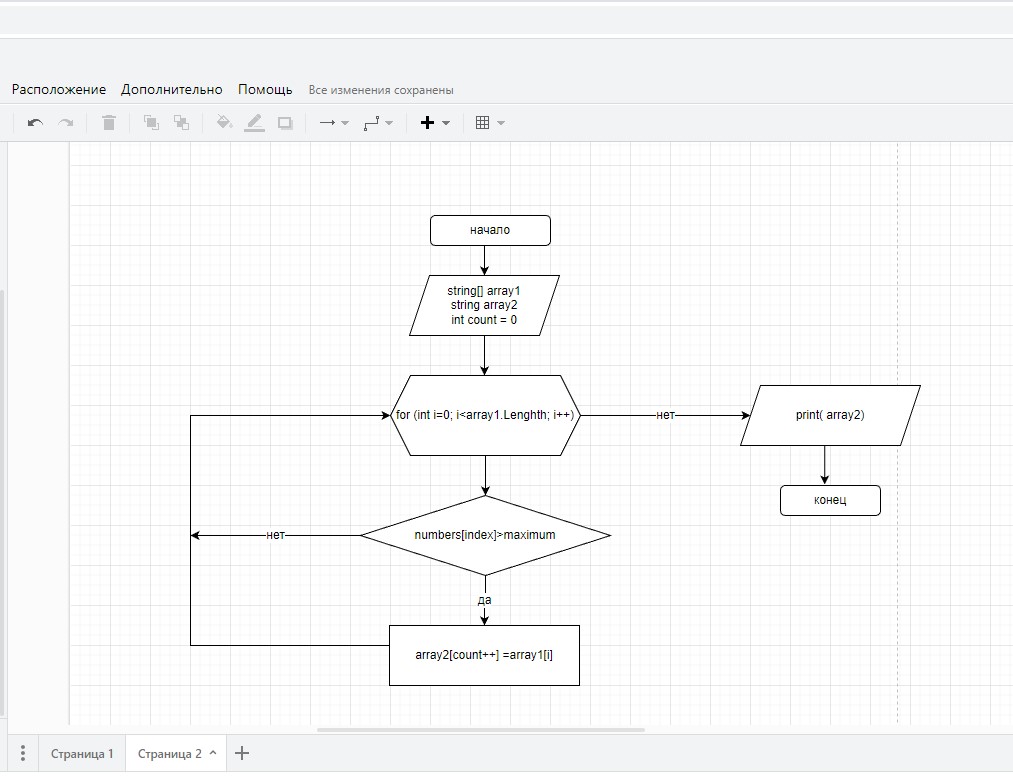 Расположение Дополнительно Помощь Все изменения сохранены
начало
string[] array1
string array2
int count = 0
for (int i=0; i<array1.Lenghth; i++)
нет
print( array2)
конец
numbers[index]>maximum
нет
да
array2[count++] =array1[i]
Страница 1 Страница 2